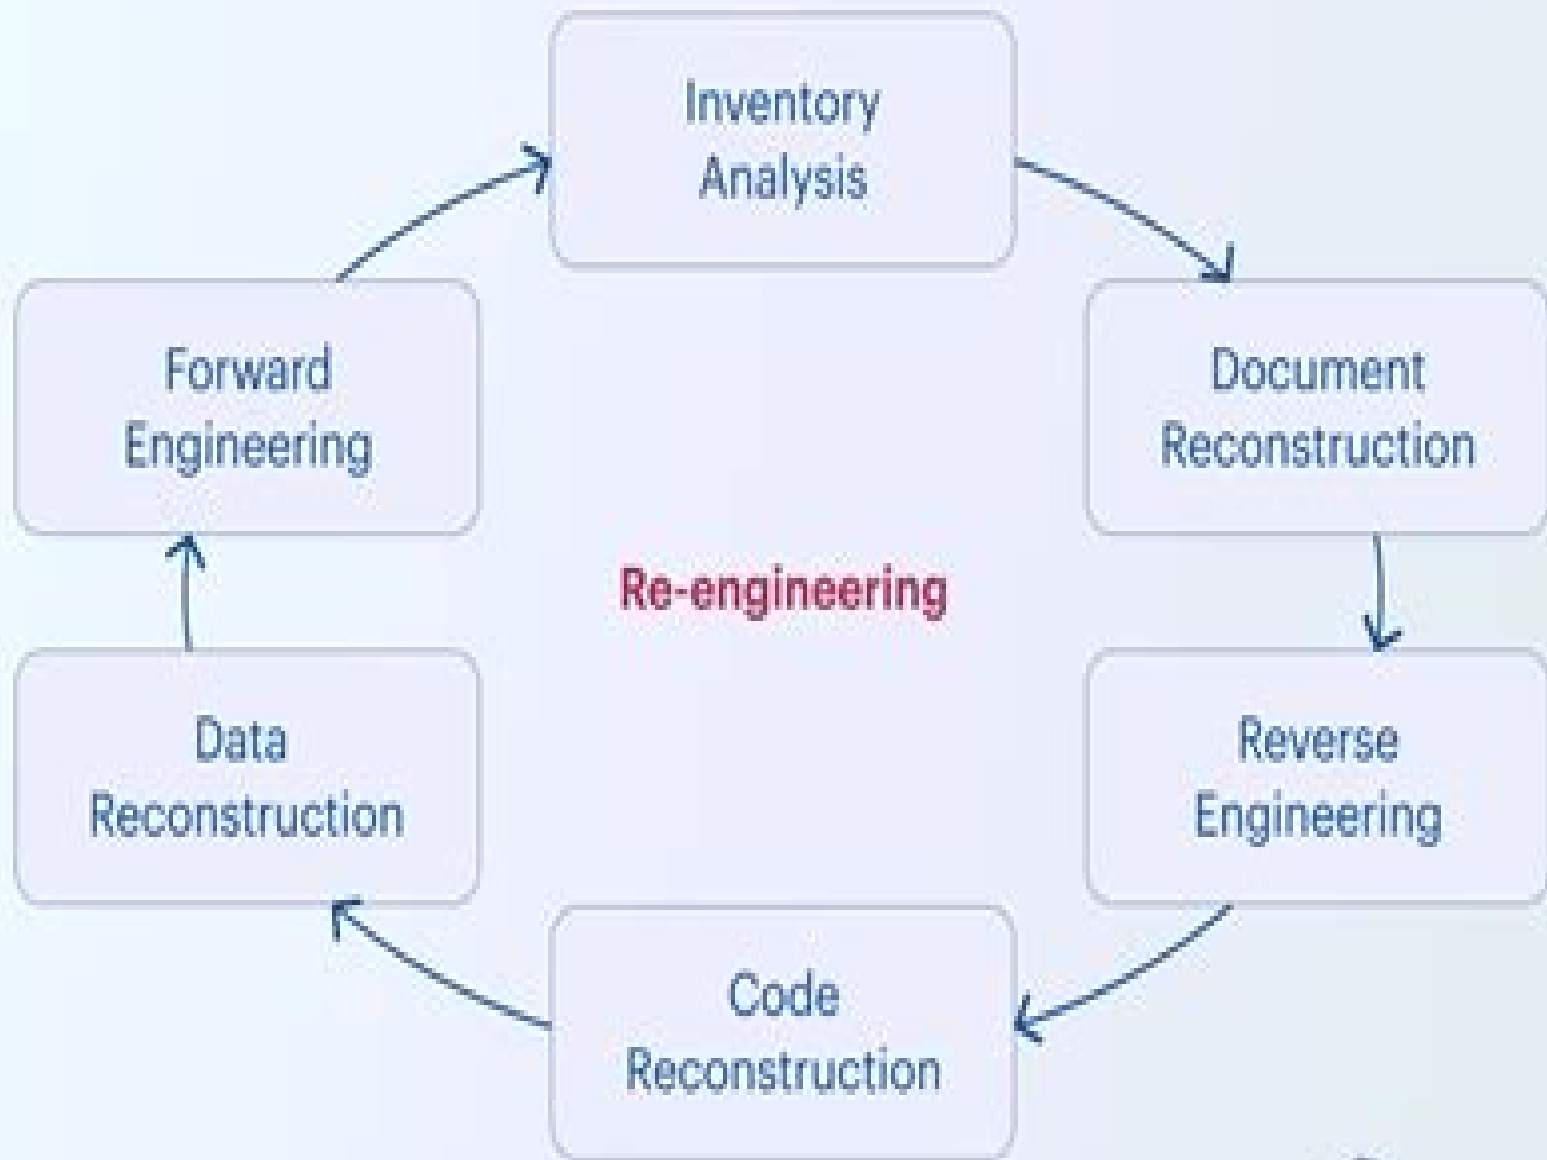 Inventory
Analysis
Document
Reconstruction
Reverse
Engineering
Code
Reconstruction
Data
Reconstruction
Forward
Engineering
Re-engineering